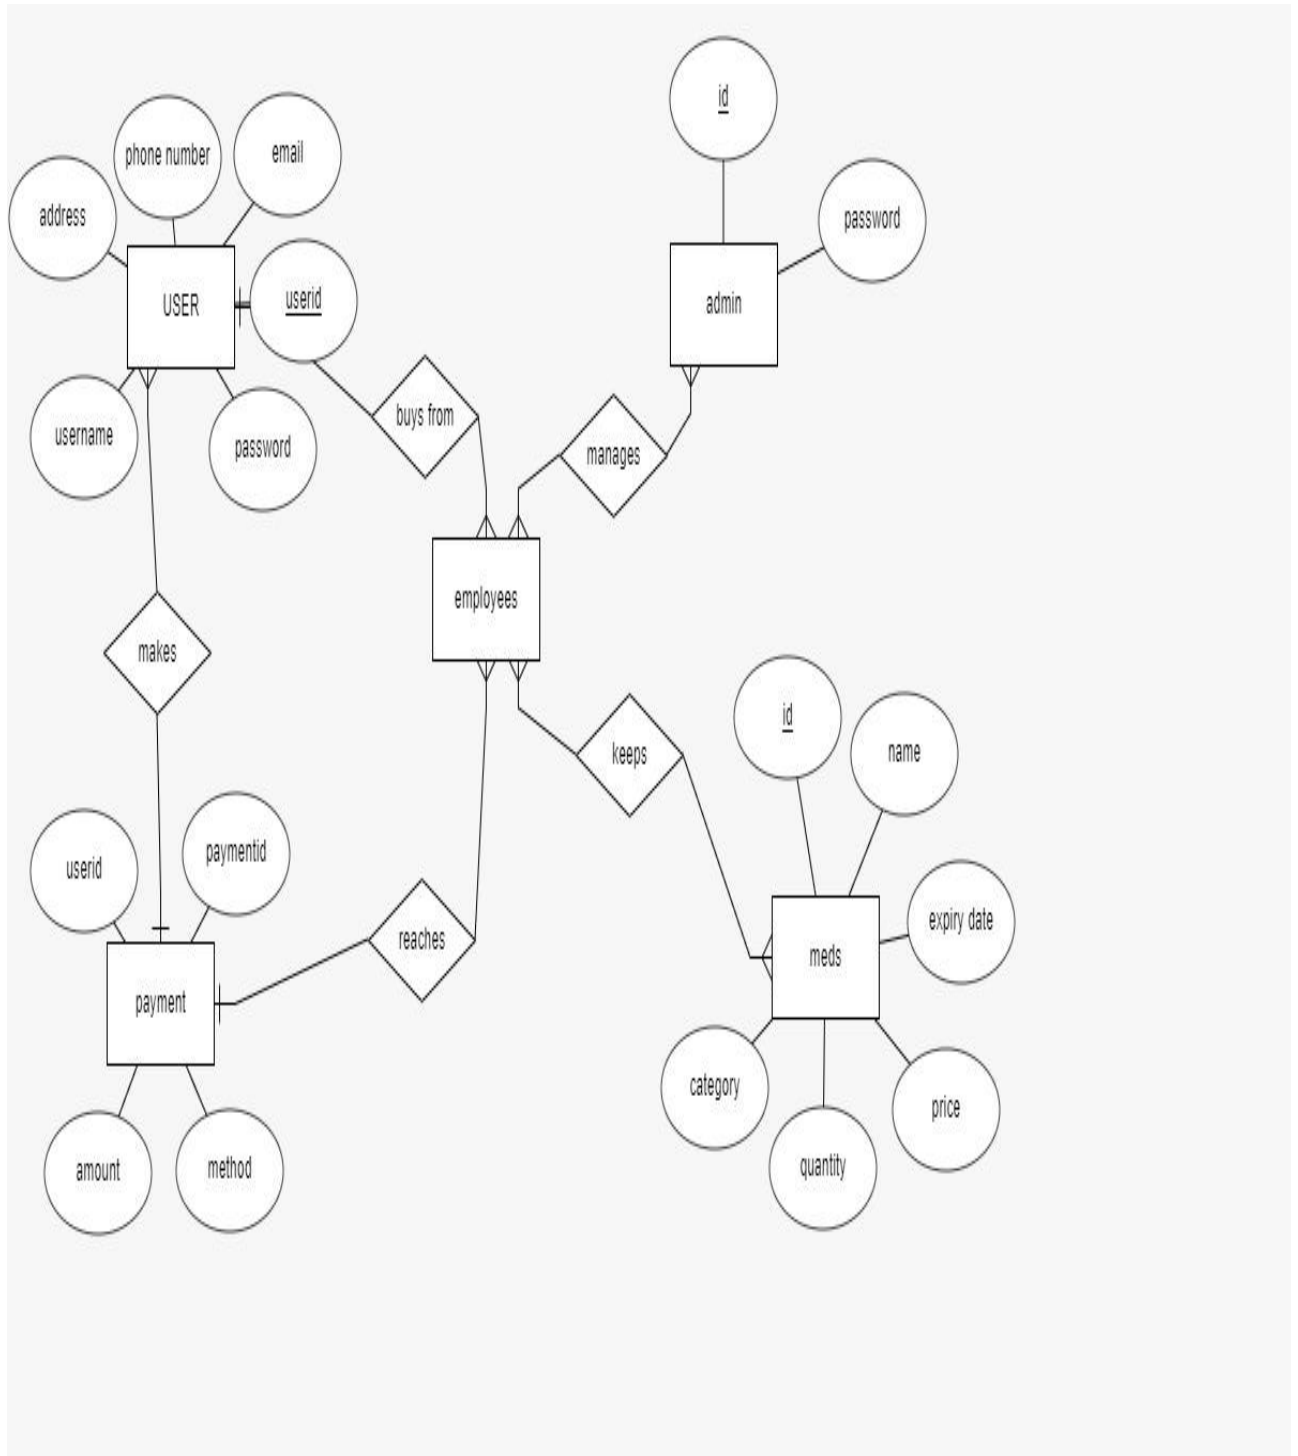 id
phone number
email
address
password
USER
userid
admin
buys from
username
password
manages
employees
makes
id
name
keeps
userid
paymentid
expiry date
reaches
meds
payment
category
price
amount
method
quantity